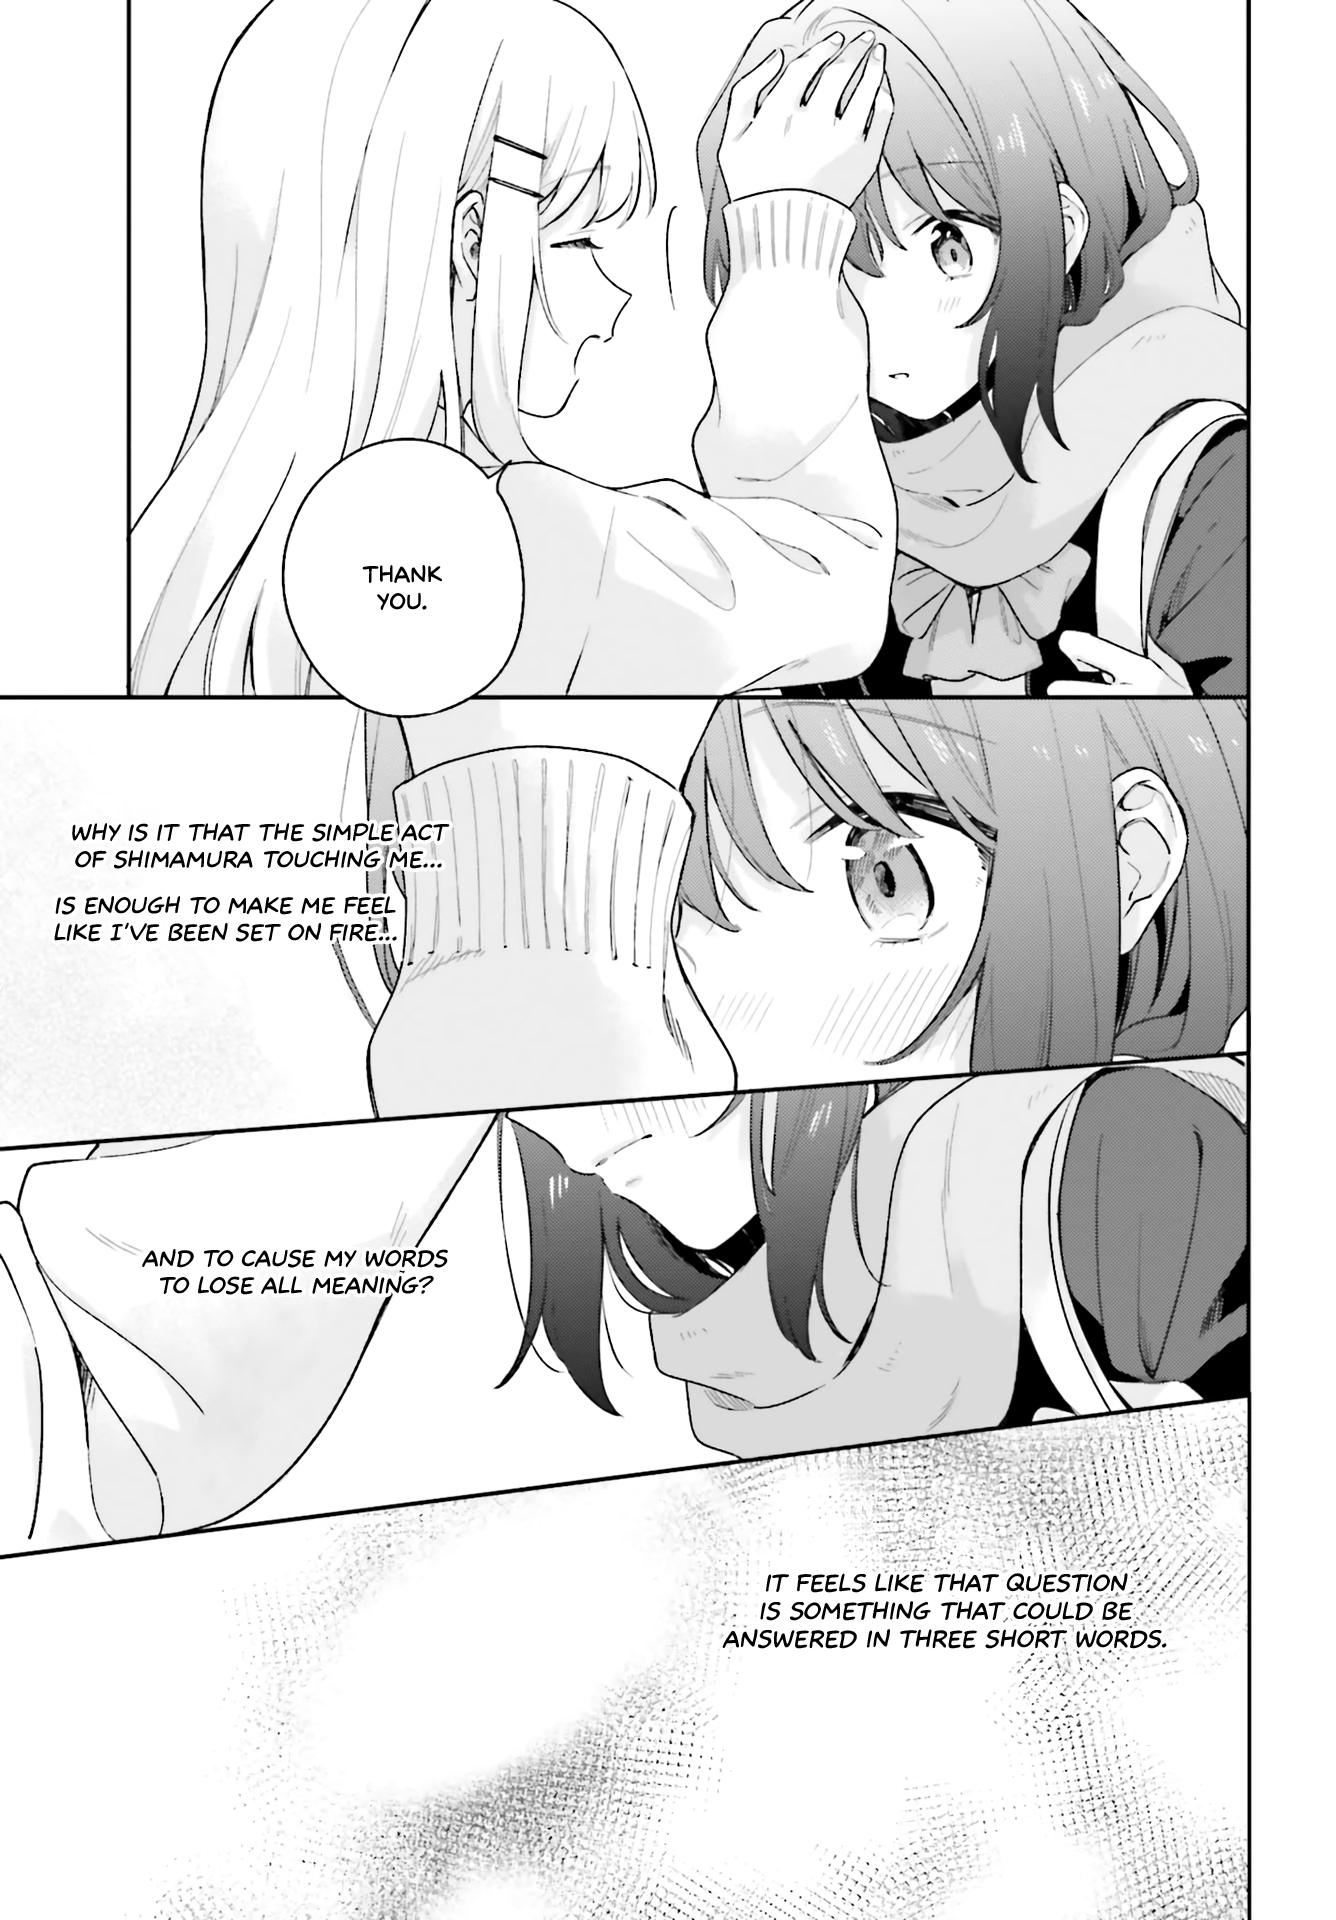 THANK
YOU.
WHY IS IT THAT THE SIMPLE ACT
OF SHIMAMURA TOUCHING ME...
IS ENOUGH TO MAKE ME FEEL
LIKE I'VE BEEN SET ON FIRE...
AND TO CAUSE MY WORDS
TO LOSE ALL MEANING?
IT FEELS LIKE THAT QUESTION
IS SOMETHING THAT COULD BE
ANSWERED IN THREE SHORT WORDS.